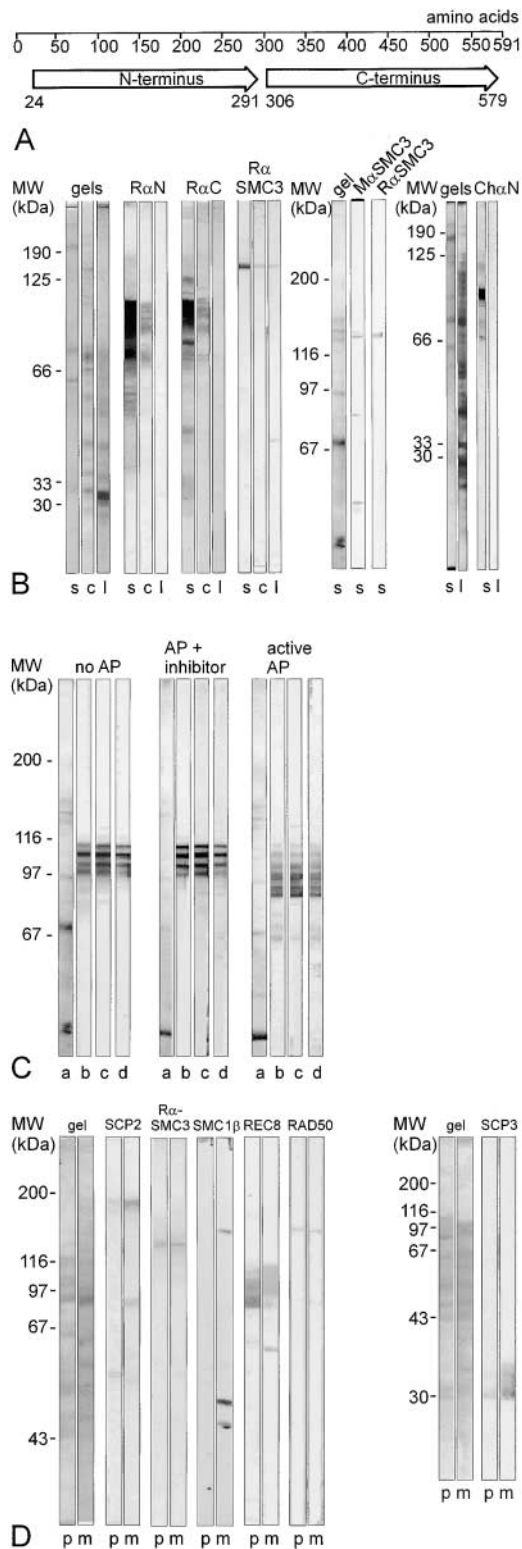 amino acids
0 50 100 150 200 250 300 350 400 450 500 550 591
N-terminus C-terminus
24 291 306 579
A
MW (kDa) gels RαN RαC Rα SMC3 MW (kDa) gel MαSMC3 RαSMC3 MW (kDa) gels ChαN
190 -
125 -
66 -
33 -
30 -
200 -
116 -
97 -
67 -
190 -
125 -
66 -
33 -
30 -
B
s c l s c l s c l s c l s s s s l s l
MW (kDa) no AP AP + inhibitor active AP
200 -
116 -
97 -
67 -
C
a b c d a b c d a b c d
MW (kDa) gel SCP2 Rα- SMC3 SMC1β REC8 RAD50 MW (kDa) gel SCP3
200 -
116 -
97 -
67 -
43 -
200-
116 -
97 -
67 -
43 -
30 -
D
p m p m p m p m p m p m p m p m